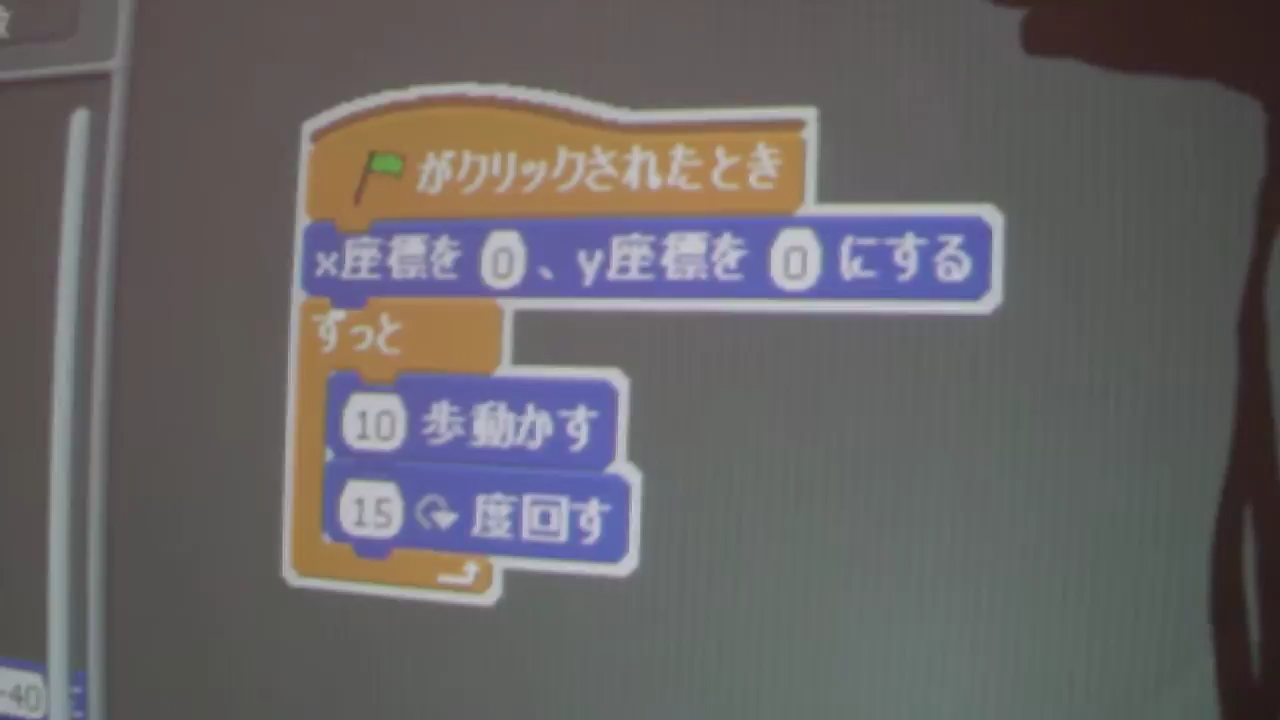 がクリックされたとき
x座標を 0 、y座標を 0 にする
ずっと
10 歩動かす
15 度回す
-40